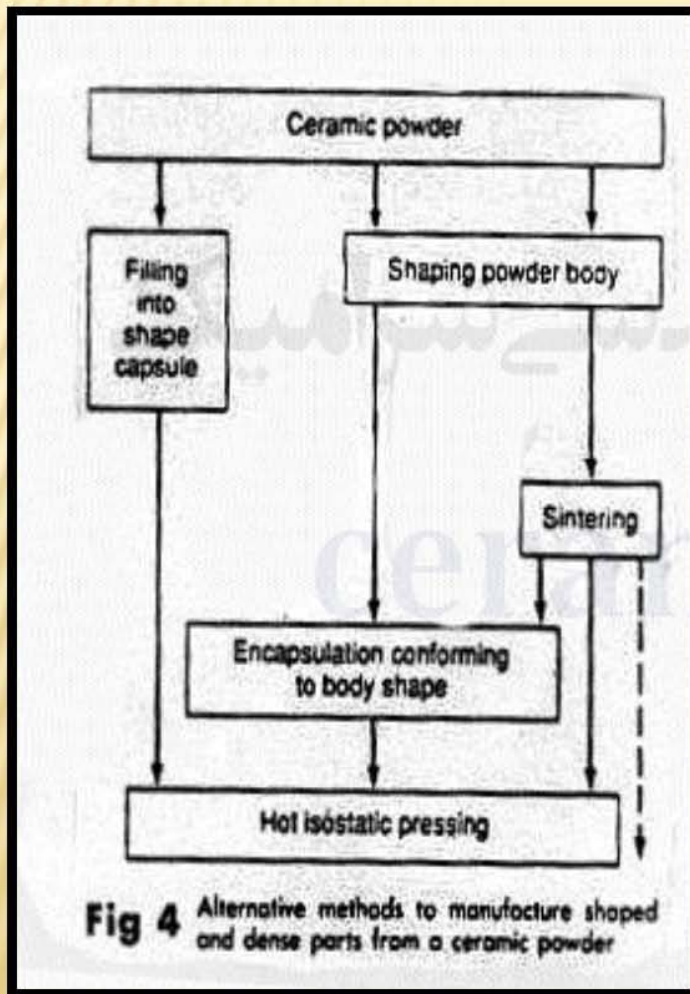 Ceramic powder
Filling
into
shape
capsule
Shaping powder body
Sintering
Encapsulation conforming
to body shape
Hot isostatic pressing
Fig 4 Alternative methods to manufacture shaped
and dense parts from a ceramic powder
ceram